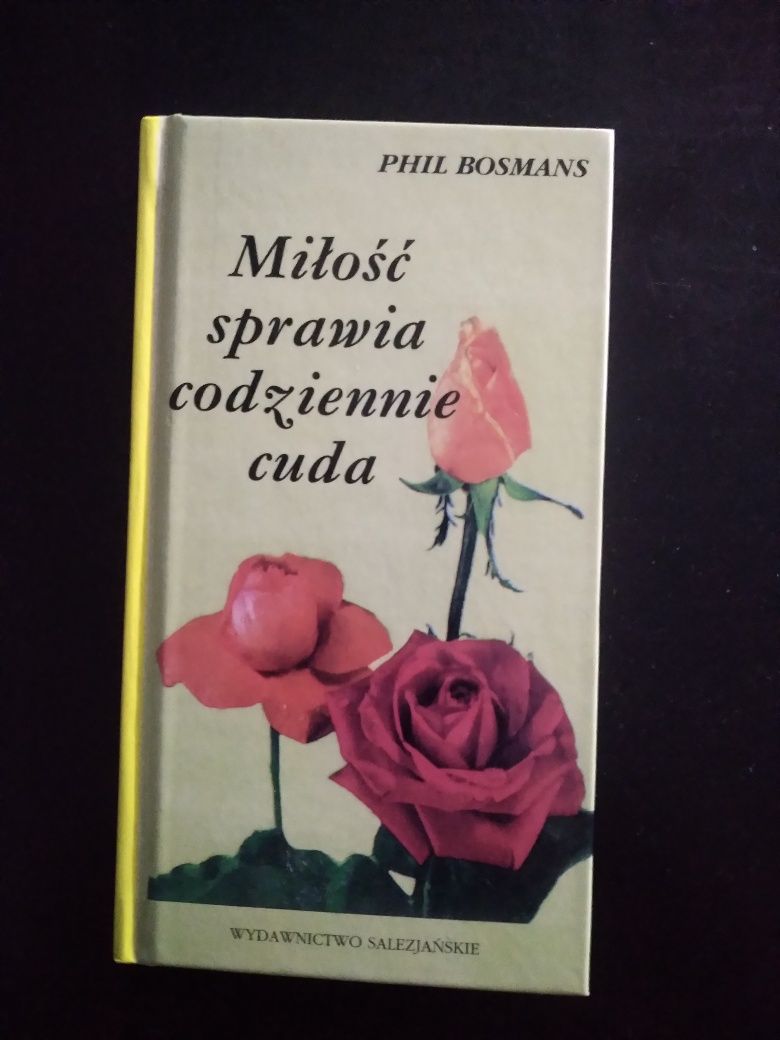 PHIL BOSMANS
Miłość
sprawia
codziennie
cuda
WYDAWNICTWO SALEZJAŃSKIE